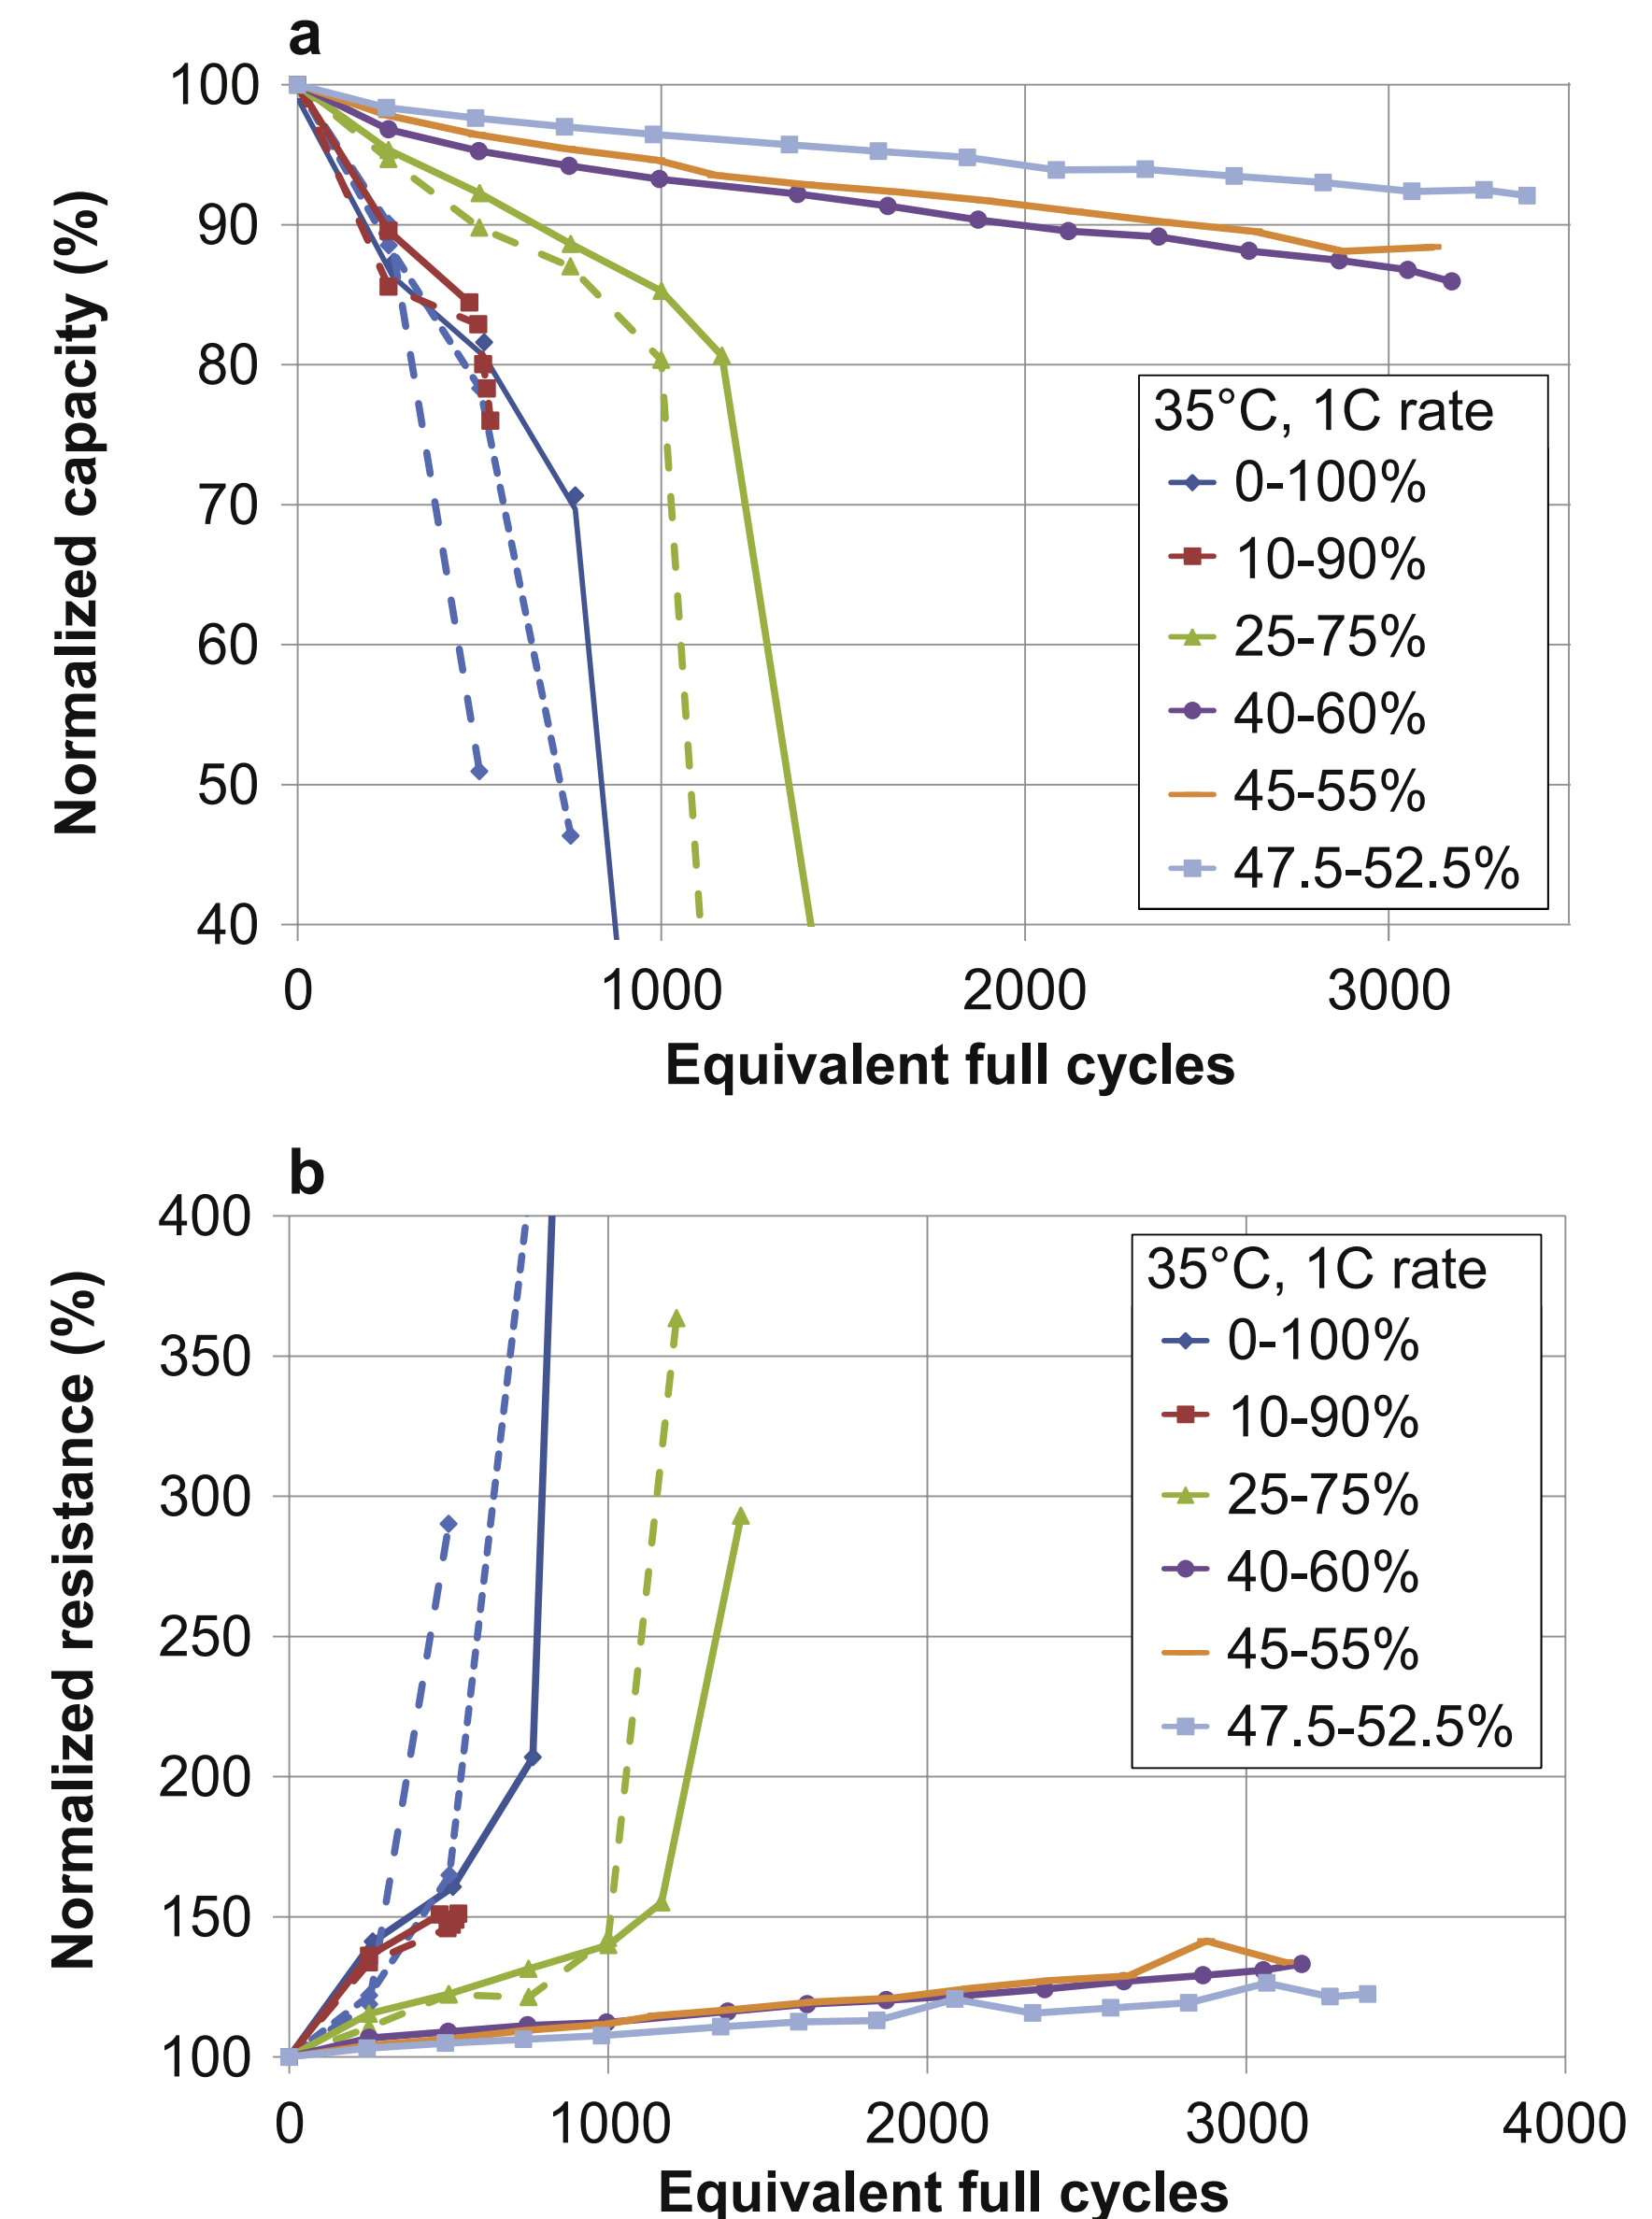 a
100
90
80
70
60
50
40
Normalized capacity (%)
35°C, 1C rate
0-100%
10-90%
25-75%
40-60%
45-55%
47.5-52.5%
0 1000 2000 3000
Equivalent full cycles
b
400
350
300
250
200
150
100
Normalized resistance (%)
35°C, 1C rate
0-100%
10-90%
25-75%
40-60%
45-55%
47.5-52.5%
0 1000 2000 3000 4000
Equivalent full cycles